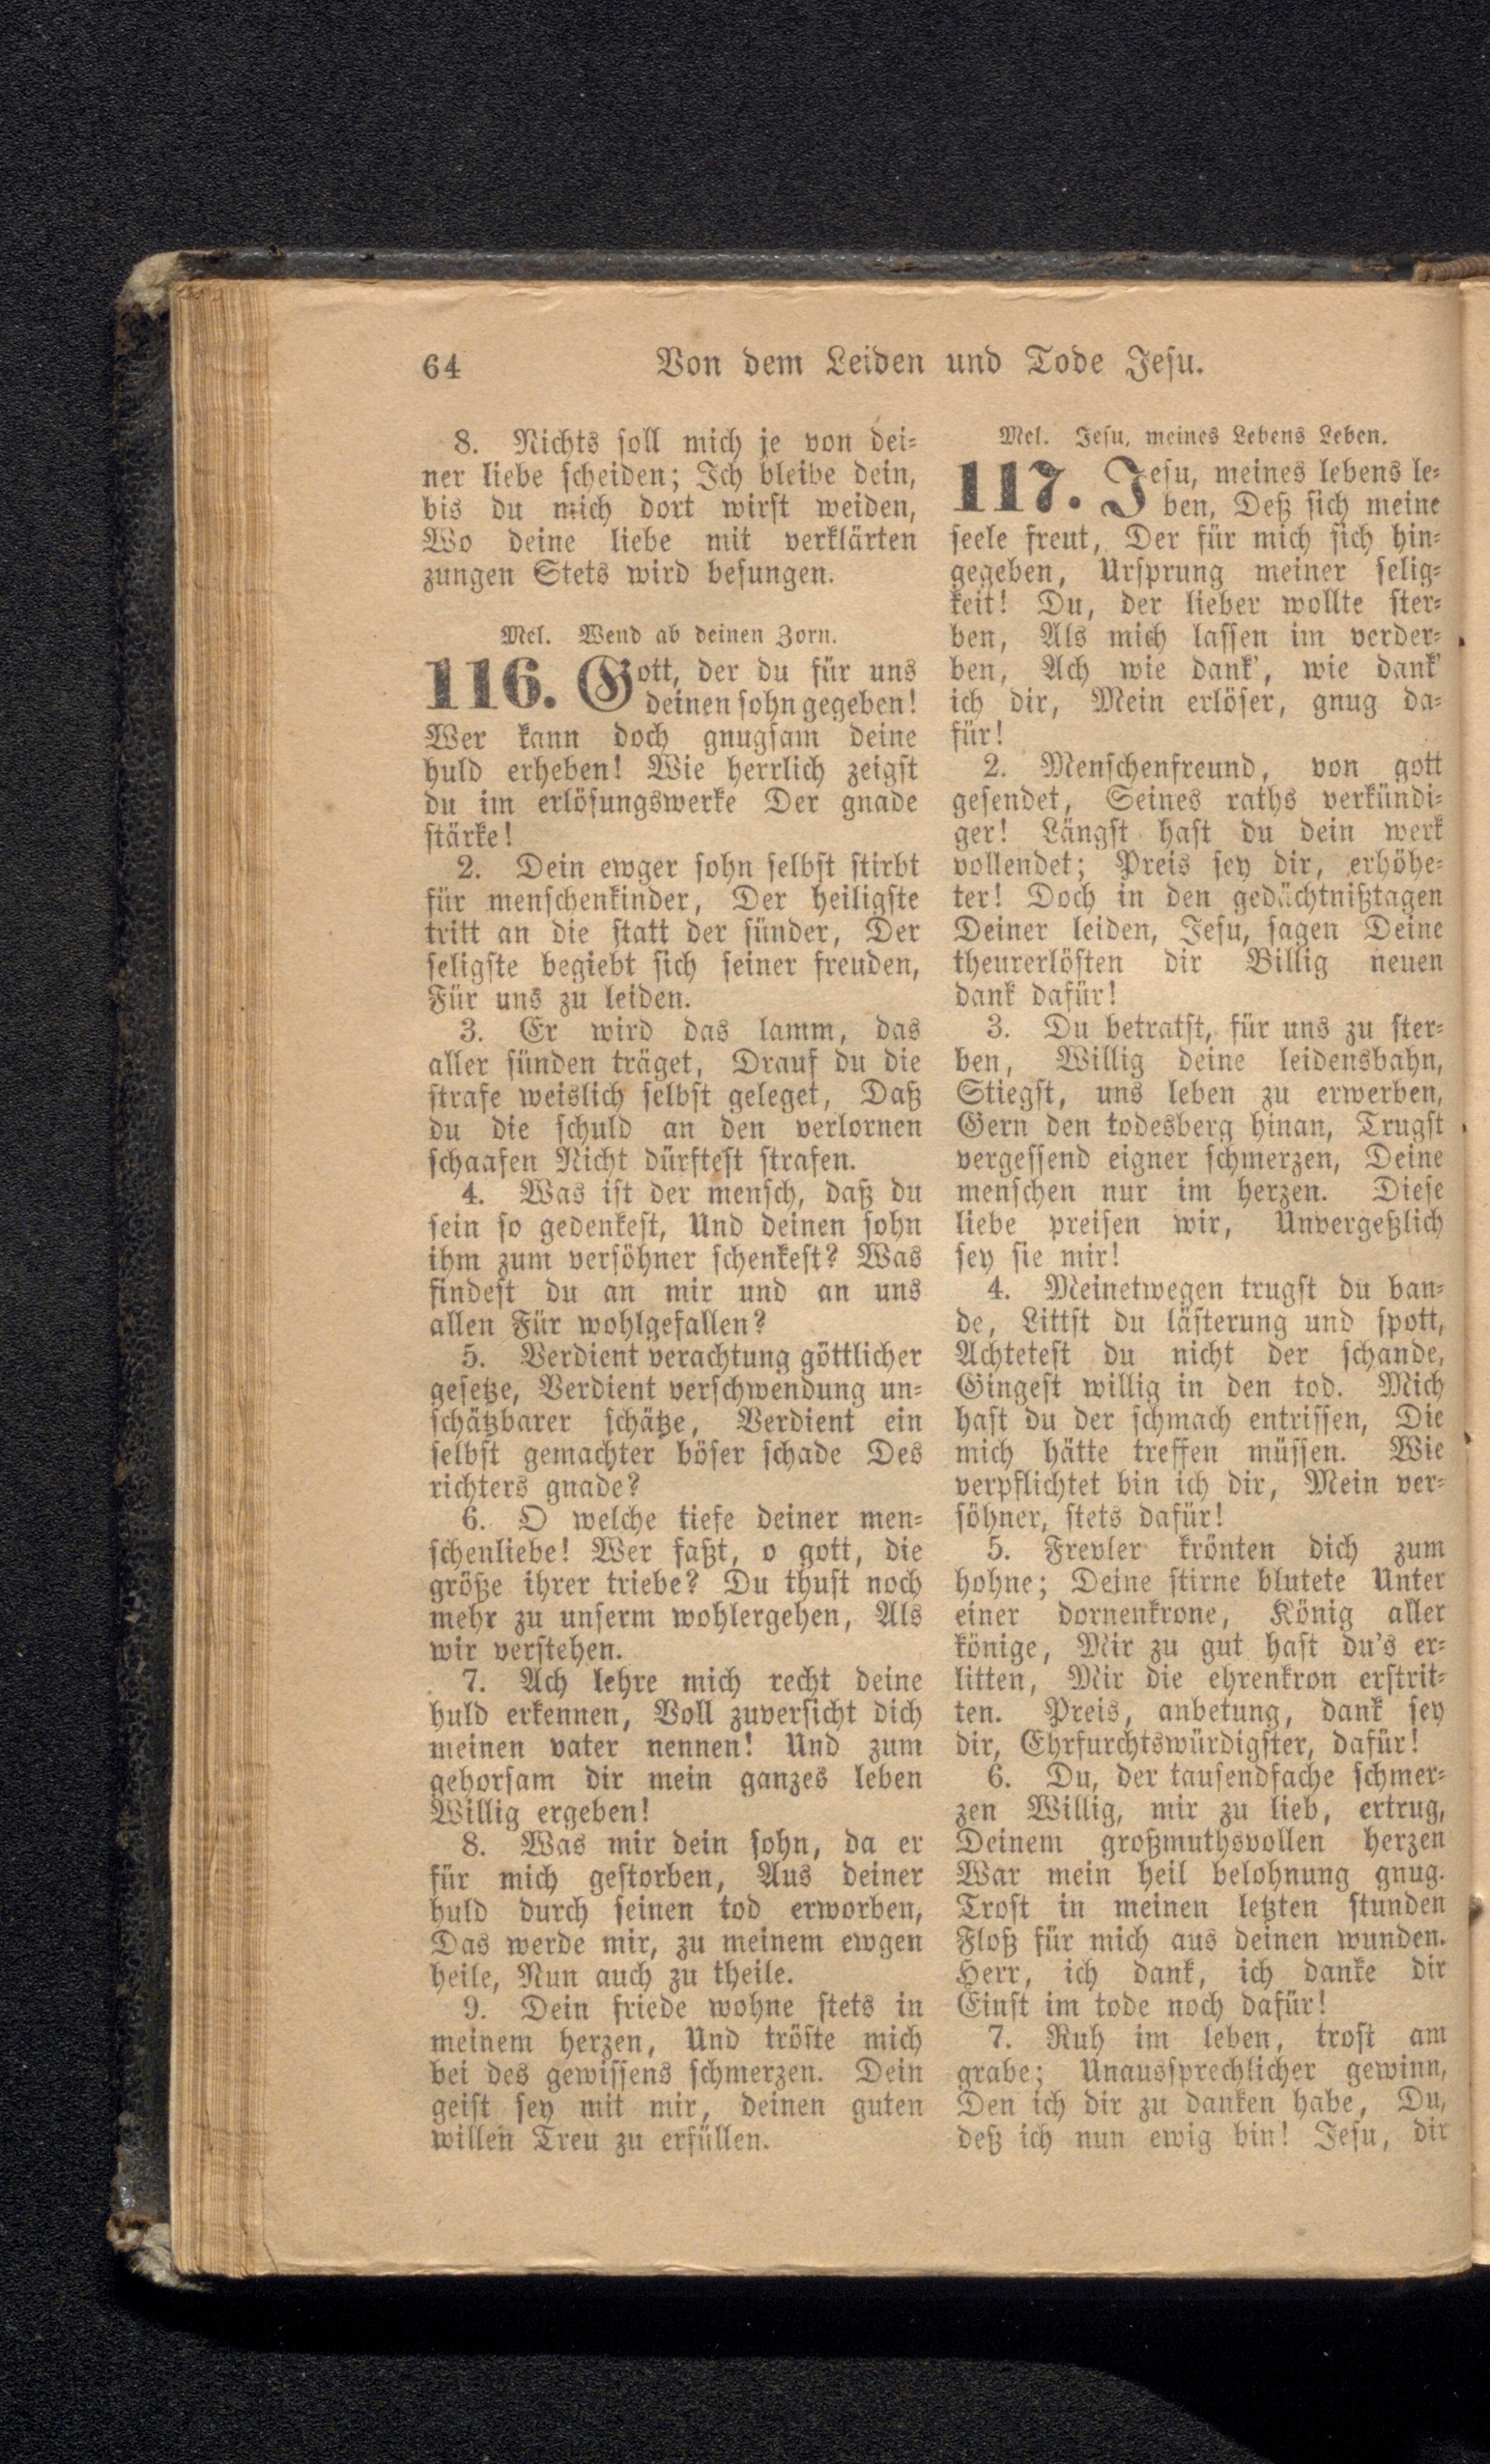 64 Von dem Leiden und Tode Jesu.
8. Nichts soll mich je von dei-
ner liebe scheiden; Ich bleibe dein,
bis du mich dort wirst weiden,
Wo deine liebe mit verklärten
zungen Stets wird besungen.
Mel. Wend ab deinen Zorn.
116. Gott, der du für uns
deinen sohn gegeben!
Wer kann doch gnugsam deine
huld erheben! Wie herrlich zeigst
du im erlösungswerke Der gnade
stärke!
2. Dein ewger sohn selbst stirbt
für menschenkinder, Der heiligste
tritt an die statt der sünder, Der
seligste begiebt sich seiner freuden,
Für uns zu leiden.
3. Er wird das lamm, das
aller sünden träget, Drauf du die
strafe weislich selbst geleget, Daß
du die schuld an den verlornen
schaafen Nicht dürftest strafen.
4. Was ist der mensch, daß du
sein so gedenkest, Und deinen sohn
ihm zum versöhner schenkest? Was
findest du an mir und an uns
allen Für wohlgefallen?
5. Verdient verachtung göttlicher
gesetze, Verdient verschwendung un-
schätzbarer schätze, Verdient ein
selbst gemachter böser schade Des
richters gnade?
6. O welche tiefe deiner men-
schenliebe! Wer faßt, o gott, die
größe ihrer triebe? Du thust noch
mehr zu unserm wohlergehen, Als
wir verstehen.
7. Ach lehre mich recht deine
huld erkennen, Voll zuversicht dich
meinen vater nennen! Und zum
gehorsam dir mein ganzes leben
Willig ergeben!
8. Was mir dein sohn, da er
für mich gestorben, Aus deiner
huld durch seinen tod erworben,
Das werde mir, zu meinem ewgen
heile, Nun auch zu theile.
9. Dein friede wohne stets in
meinem herzen, Und tröste mich
bei des gewissens schmerzen. Dein
geist sey mit mir, deinen guten
willen Treu zu erfüllen.
Mel. Jesu, meines Lebens Leben.
117. Jesu, meines lebens le-
ben, Deß sich meine
seele freut, Der für mich sich hin-
gegeben, Ursprung meiner selig-
keit! Du, der lieber wollte ster-
ben, Als mich lassen im verder-
ben, Ach wie dank', wie dank'
ich dir, Mein erlöser, gnug da-
für!
2. Menschenfreund, von gott
gesendet, Seines raths verkündi-
ger! Längst hast du dein werk
vollendet; Preis sey dir, erhöhe-
ter! Doch in den gedächtnißtagen
Deiner leiden, Jesu, sagen Deine
theurerlösten dir Billig neuen
dank dafür!
3. Du betratst, für uns zu ster-
ben, Willig deine leidensbahn,
Stiegst, uns leben zu erwerben,
Gern den todesberg hinan, Trugst
vergessend eigner schmerzen, Deine
menschen nur im herzen. Diese
liebe preisen wir, Unvergeßlich
sey sie mir!
4. Meinetwegen trugst du ban-
de, Littst du lästerung und spott,
Achtetest du nicht der schande,
Gingest willig in den tod. Mich
hast du der schmach entrissen, Die
mich hätte treffen müssen. Wie
verpflichtet bin ich dir, Mein ver-
söhner, stets dafür!
5. Frevler krönten dich zum
hohne; Deine stirne blutete Unter
einer dornenkrone, König aller
könige, Mir zu gut hast du's er-
litten, Mir die ehrenkron erstrit-
ten. Preis, anbetung, dank sey
dir, Ehrfurchtswürdigster, dafür!
6. Du, der tausendfache schmer-
zen Willig, mir zu lieb, ertrug,
Deinem großmuthsvollen herzen
War mein heil belohnung gnug.
Trost in meinen letzten stunden
Floß für mich aus deinen wunden.
Herr, ich dank, ich danke dir
Einst im tode noch dafür!
7. Ruh im leben, trost am
grabe; Unaussprechlicher gewinn,
Den ich dir zu danken habe, Du,
deß ich nun ewig bin! Jesu, dir